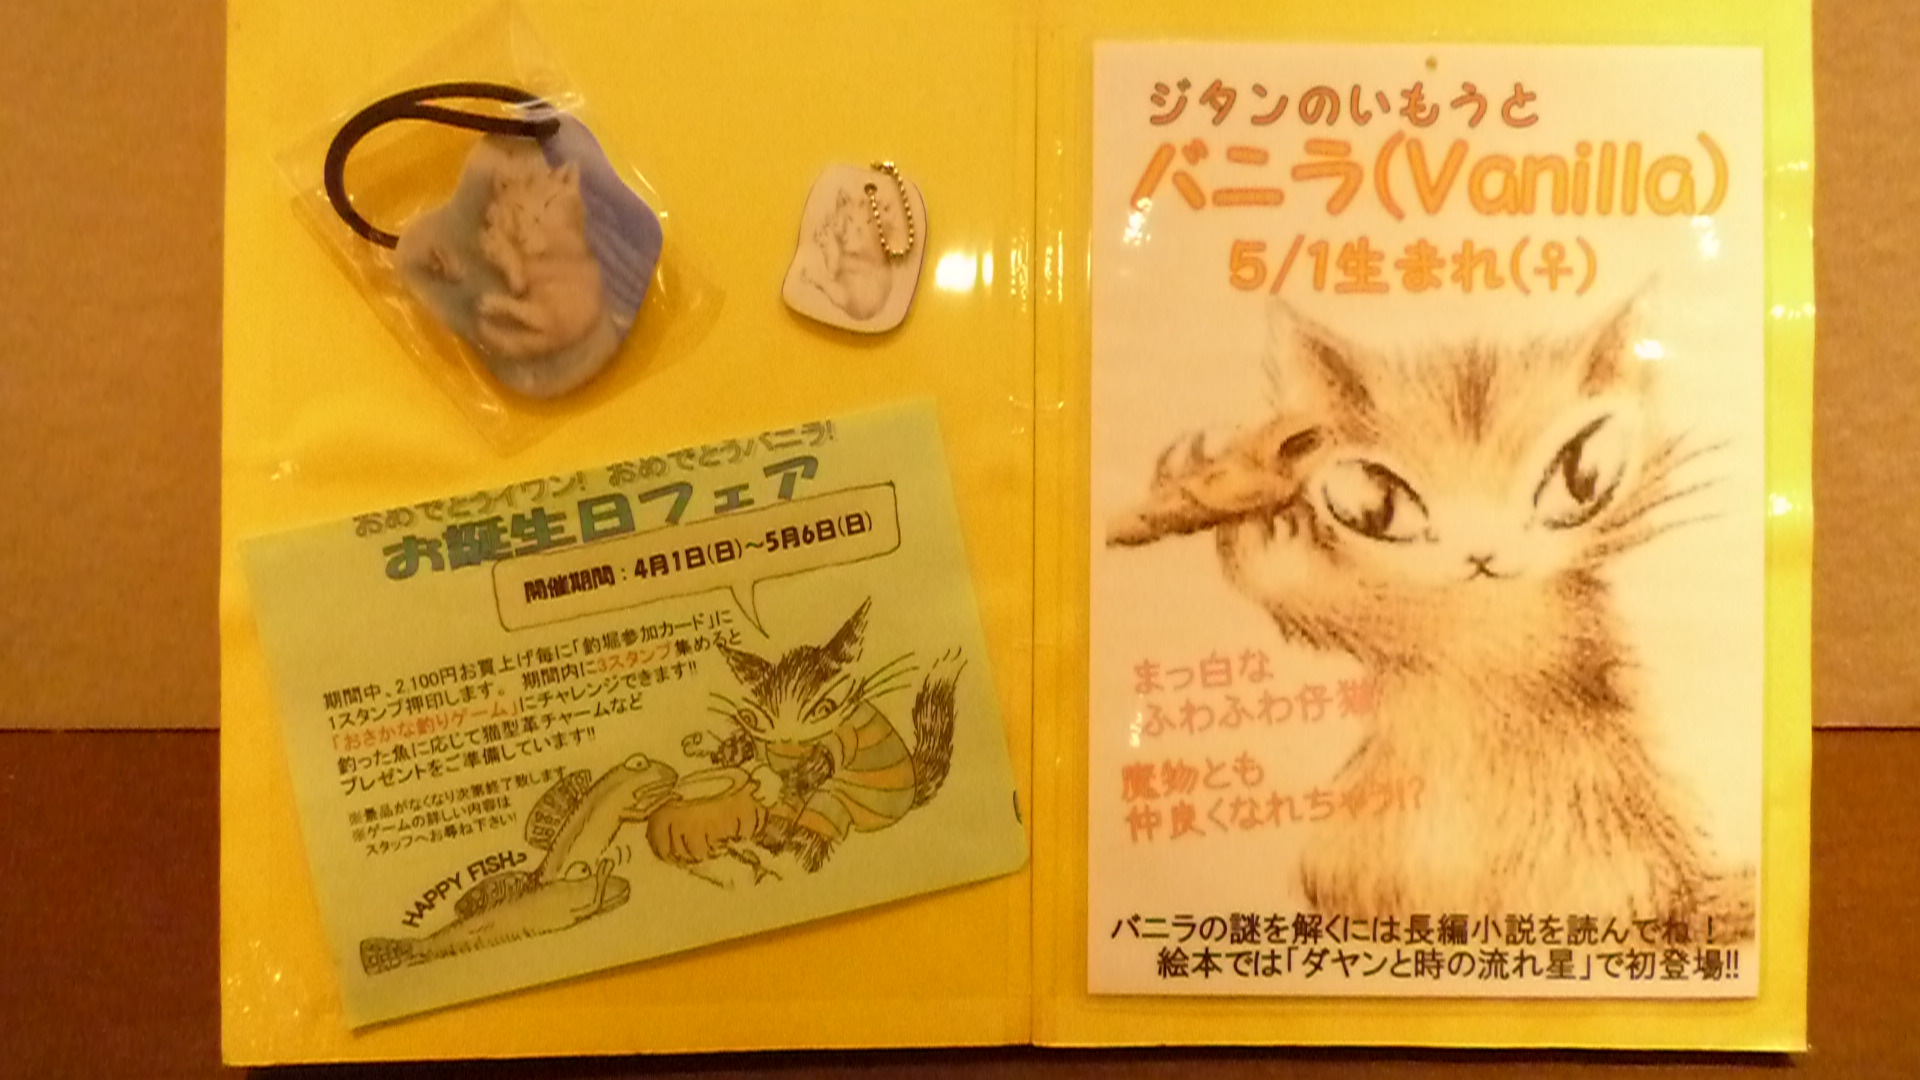 おめでとうイワン! おめでとうバニラ!
お誕生日フェア
開催期間:4月1日(日)~5月6日(日)
期間中、2,100円お買上げ毎に「釣堀参加カード」に
1スタンプ押印します。 期間内に3スタンプ集めると
「おさかな釣りゲーム」にチャレンジできます!!
釣った魚に応じて猫型革チャームなど
プレゼントをご準備しています!!
※景品がなくなり次第終了致します。
※ゲームの詳しい内容は
スタッフへお尋ね下さい!
HAPPY FISH
ジタンのいもうと
バニラ(Vanilla)
5/1生まれ(♀)
まっ白な
ふわふわ仔猫
魔物とも
仲良くなれちゃう!?
バニラの謎を解くには長編小説を読んでね!
絵本では「ダヤンと時の流れ星」で初登場!!